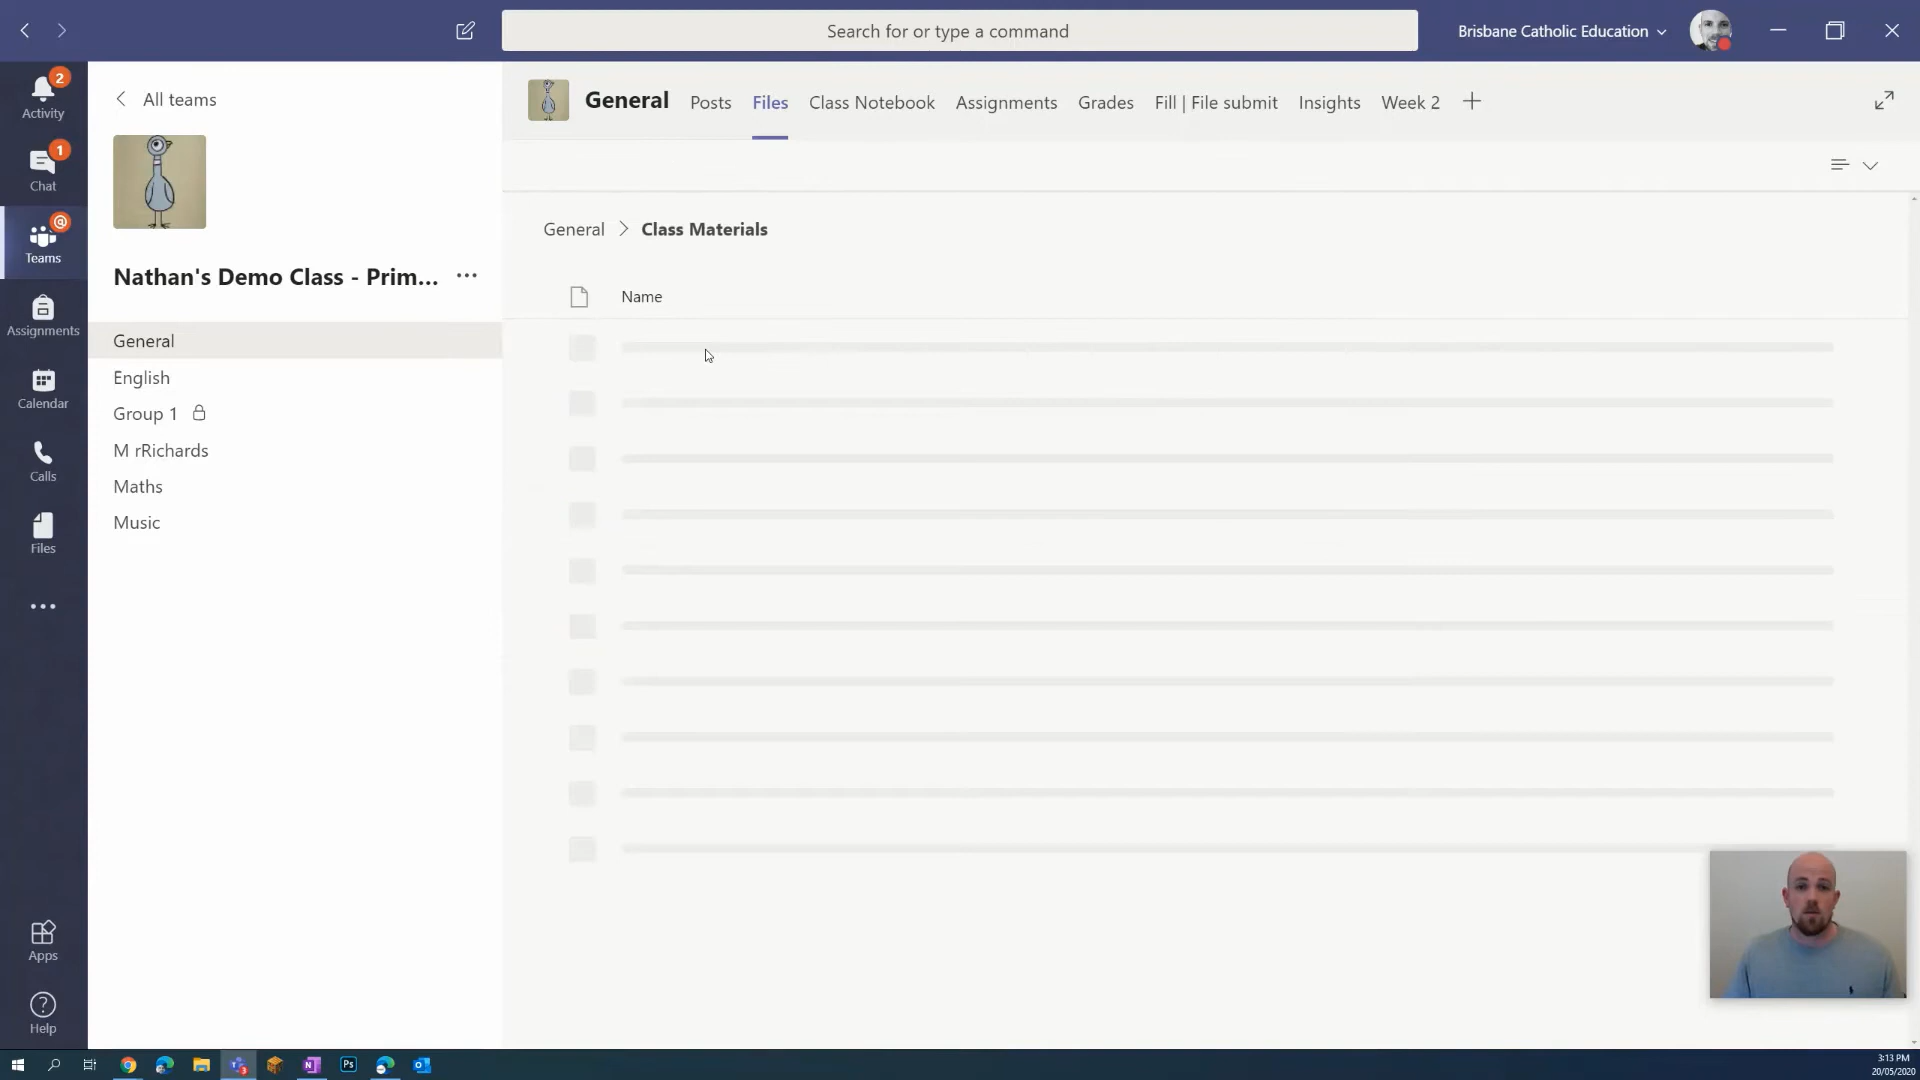 Search for or type a command
Brisbane Catholic Education
2
Activity
1
Chat
@
Teams
Assignments
Calendar
Calls
Files
Apps
Help
All teams
Nathan's Demo Class - Prim...
General
English
Group 1
M rRichards
Maths
Music
General Posts Files Class Notebook Assignments Grades Fill | File submit Insights Week 2
General > Class Materials
Name
3:13 PM
20/05/2020